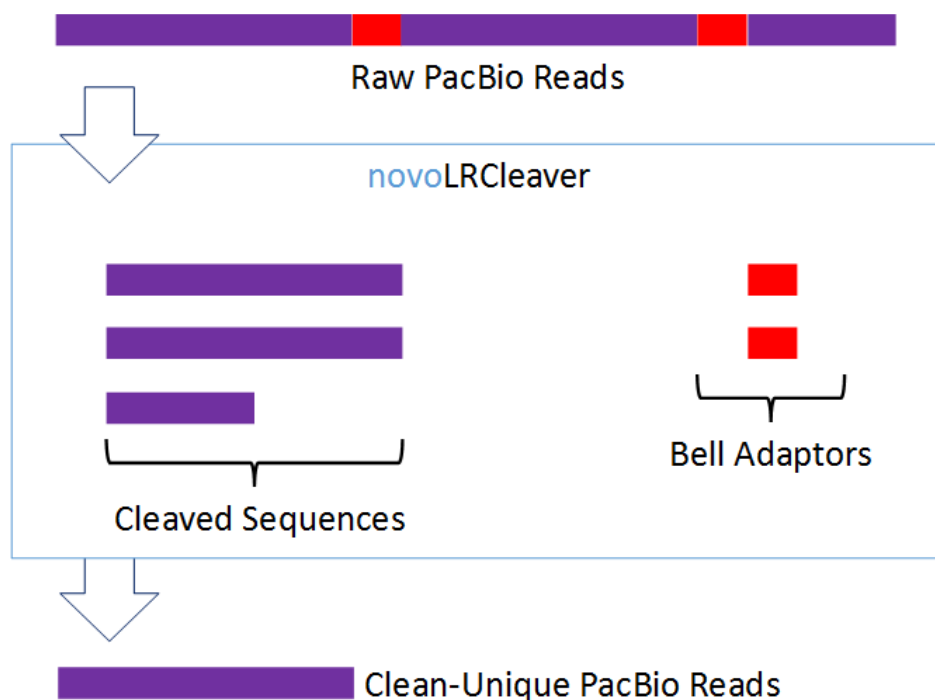 Raw PacBio Reads
novoLRCleaver
Bell Adaptors
Cleaved Sequences
Clean-Unique PacBio Reads